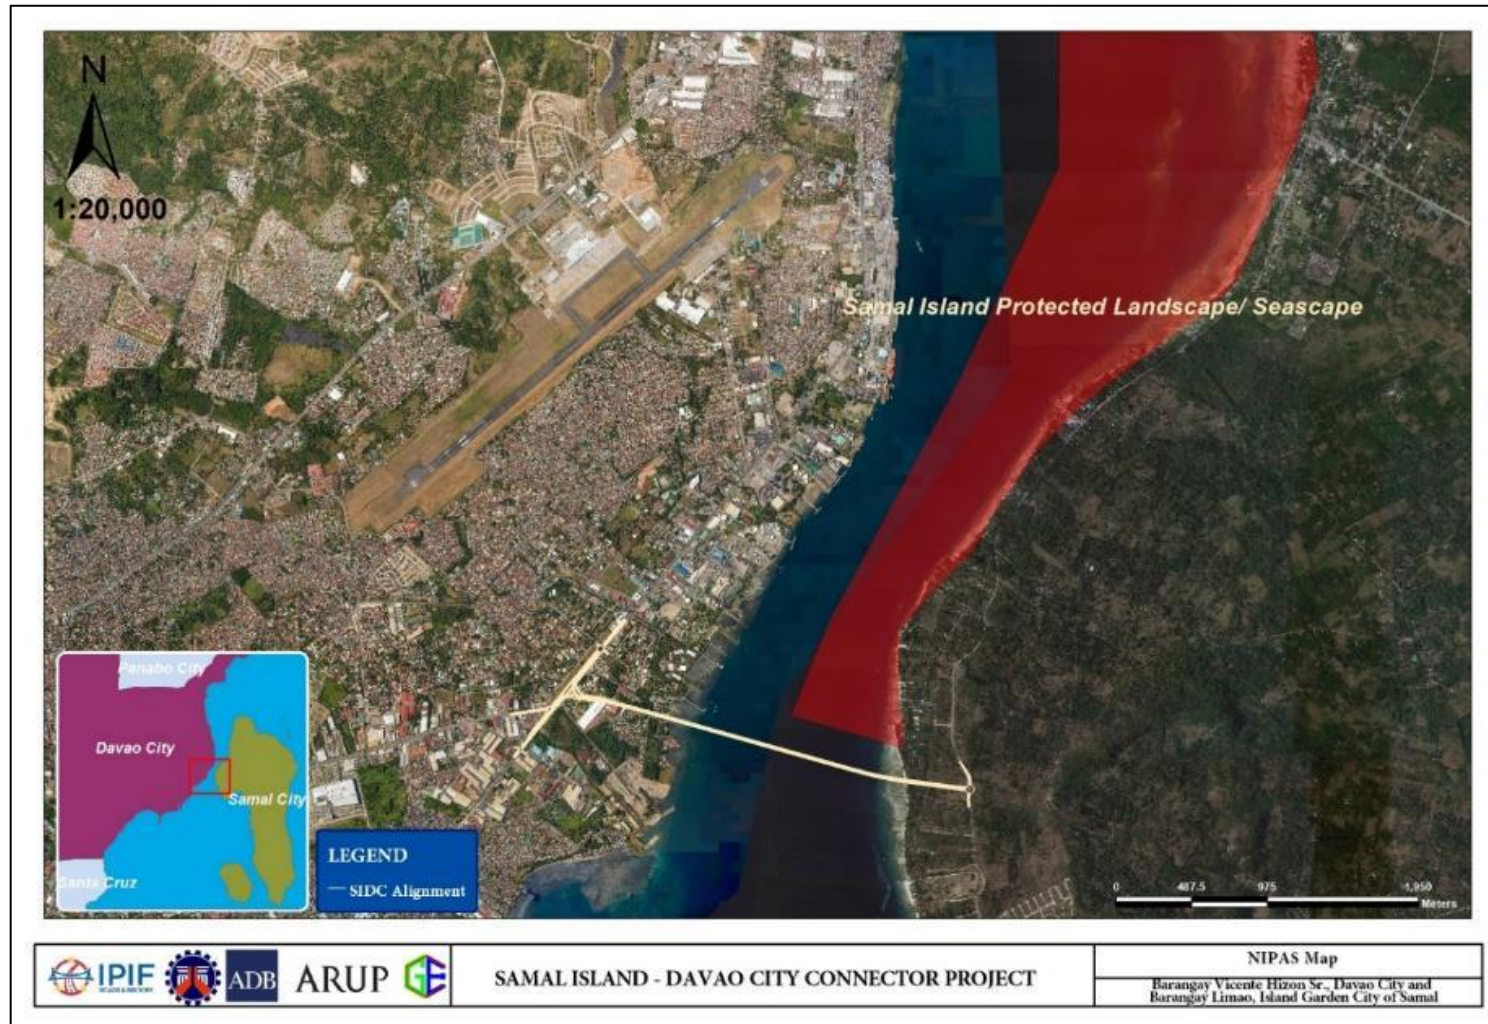 N
1:20,000
Samal Island Protected Landscape/ Seascape
Panabo City
Davao City
Samal City
Santa Cruz
LEGEND
SIDC Alignment
0 487.5 975 1,950
Meters
IPIF
ADB
ARUP
GE
SAMAL ISLAND - DAVAO CITY CONNECTOR PROJECT
NIPAS Map
Barangay Vicente Hizon Sr., Davao City and
Barangay Limao, Island Garden City of Samal